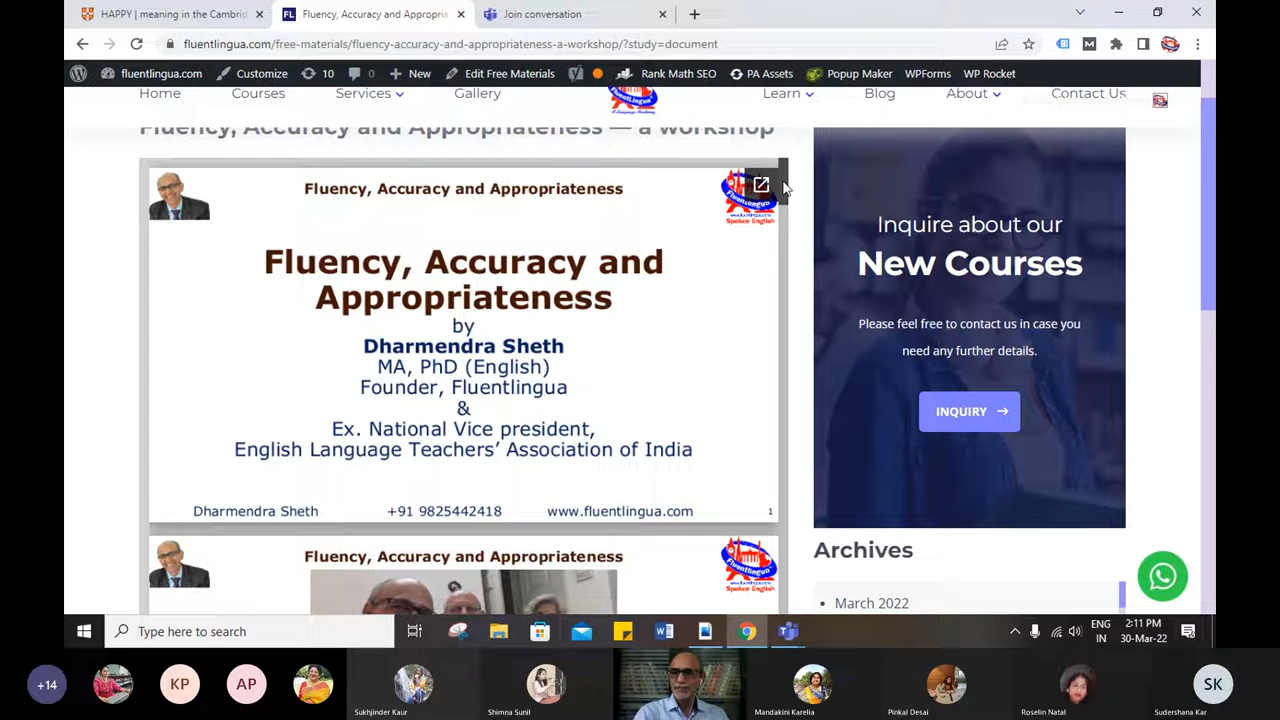 HAPPY | meaning in the Cambrid
FL Fluency, Accuracy and Appropria
Join conversation
fluentlingua.com/free-materials/fluency-accuracy-and-appropriateness-a-workshop/?study=document
fluentlingua.com Customize 10 0 New Edit Free Materials Rank Math SEO PA Assets Popup Maker WPForms WP Rocket
Home Courses Services Gallery Learn Blog About Contact Us
Fluency, Accuracy and Appropriateness — a workshop
Fluency, Accuracy and Appropriateness
Spoken English
Fluency, Accuracy and
Appropriateness
by
Dharmendra Sheth
MA, PhD (English)
Founder, Fluentlingua
&
Ex. National Vice president,
English Language Teachers’ Association of India
Dharmendra Sheth +91 9825442418 www.fluentlingua.com 1
Fluency, Accuracy and Appropriateness
Fluentlingua
Spoken English
Inquire about our
New Courses
Please feel free to contact us in case you
need any further details.
INQUIRY →
Archives
• March 2022
Type here to search
ENG
IN
2:11 PM
30-Mar-22
+14
KP
AP
SK
Sukhjinder Kaur
Shimna Sunil
Mandakini Karelia
Pinkal Desai
Roselin Natal
Sudershana Kar